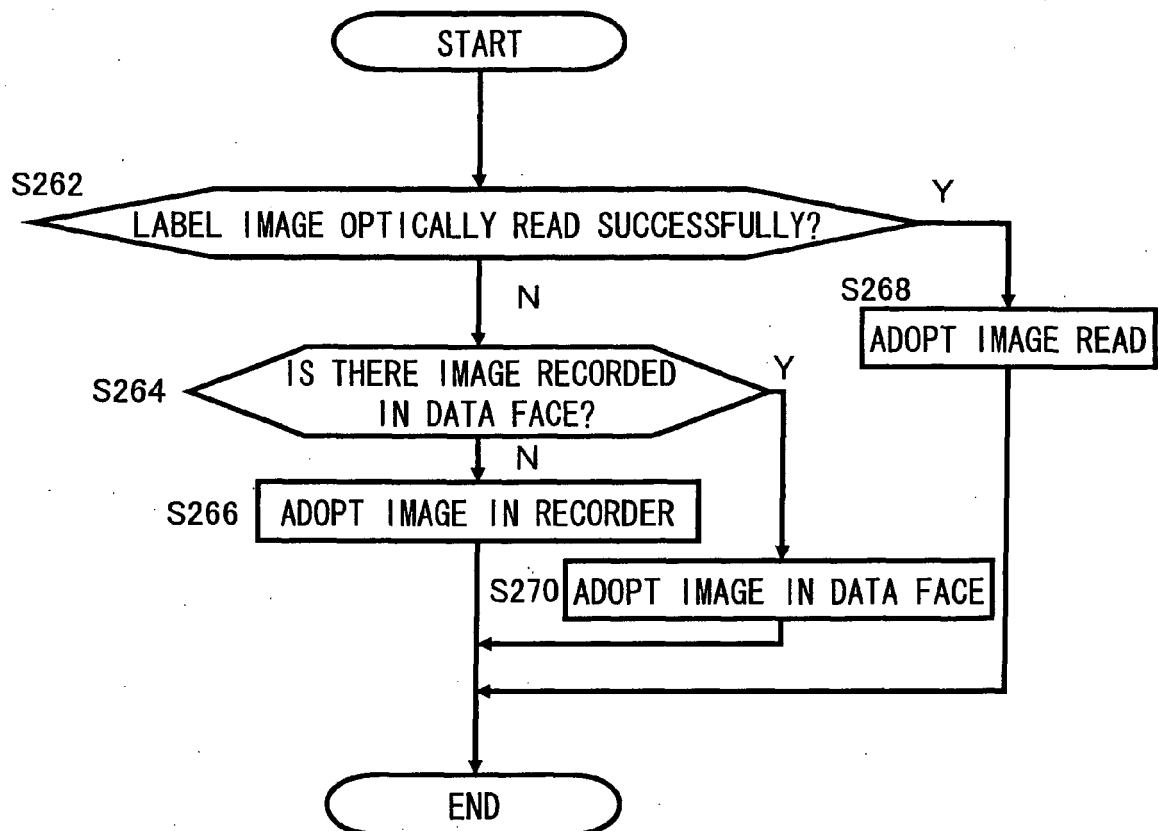 START
S262
LABEL IMAGE OPTICALLY READ SUCCESSFULLY?
Y
N
S268
ADOPT IMAGE READ
S264
IS THERE IMAGE RECORDED
IN DATA FACE?
Y
N
S266
ADOPT IMAGE IN RECORDER
S270
ADOPT IMAGE IN DATA FACE
END